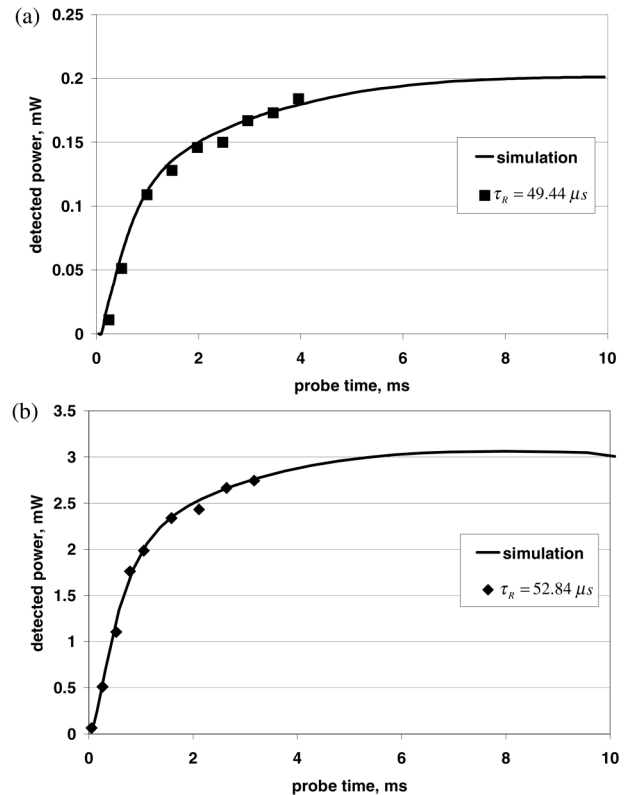 (a)
0.25
0.2
0.15
0.1
0.05
0
0 2 4 6 8 10
detected power, mW
probe time, ms
simulation
τ_R = 49.44 μs
(b)
3.5
3
2.5
2
1.5
1
0.5
0
0 2 4 6 8 10
detected power, mW
probe time, ms
simulation
τ_R = 52.84 μs